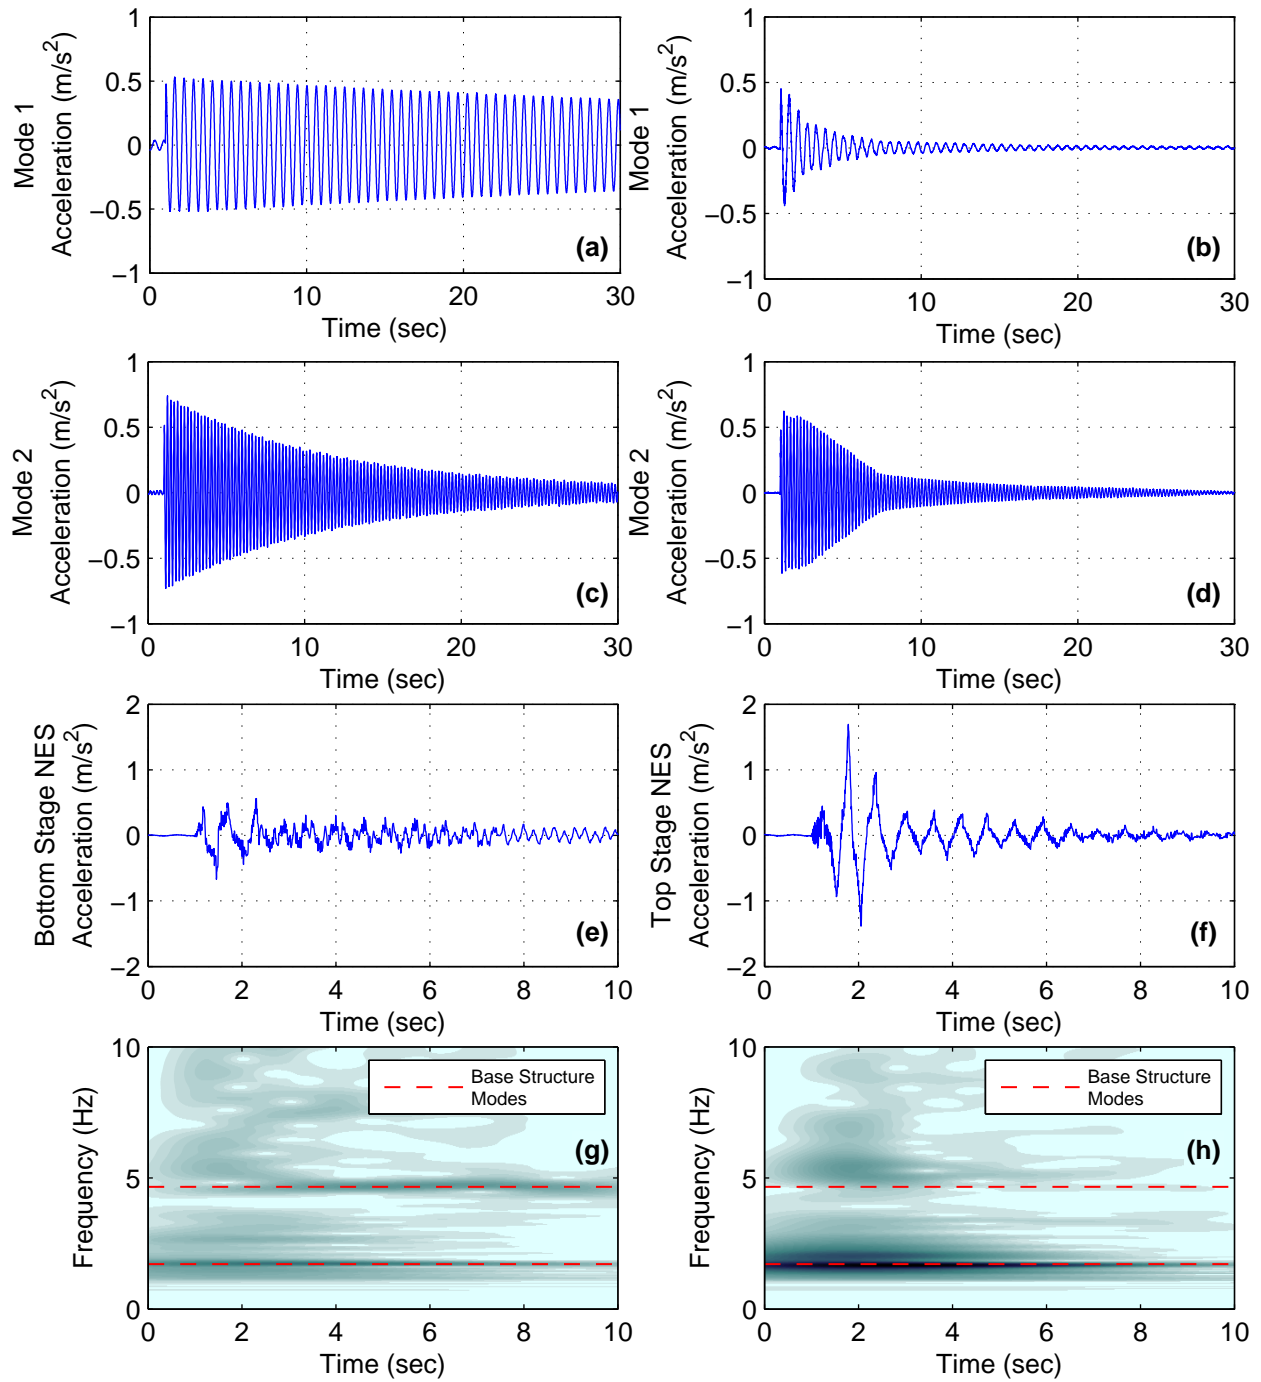 Mode 1
Acceleration (m/s²)
1
0.5
0
−0.5
−1
(a)
0 10 20 30
Time (sec)
Mode 1
Acceleration (m/s²)
1
0.5
0
−0.5
−1
(b)
0 10 20 30
Time (sec)
Mode 2
Acceleration (m/s²)
1
0.5
0
−0.5
−1
(c)
0 10 20 30
Time (sec)
Mode 2
Acceleration (m/s²)
1
0.5
0
−0.5
−1
(d)
0 10 20 30
Time (sec)
Bottom Stage NES
Acceleration (m/s²)
2
1
0
−1
−2
(e)
0 2 4 6 8 10
Time (sec)
Top Stage NES
Acceleration (m/s²)
2
1
0
−1
−2
(f)
0 2 4 6 8 10
Time (sec)
Frequency (Hz)
10
5
0
Base Structure
Modes
(g)
0 2 4 6 8 10
Time (sec)
Frequency (Hz)
10
5
0
Base Structure
Modes
(h)
0 2 4 6 8 10
Time (sec)